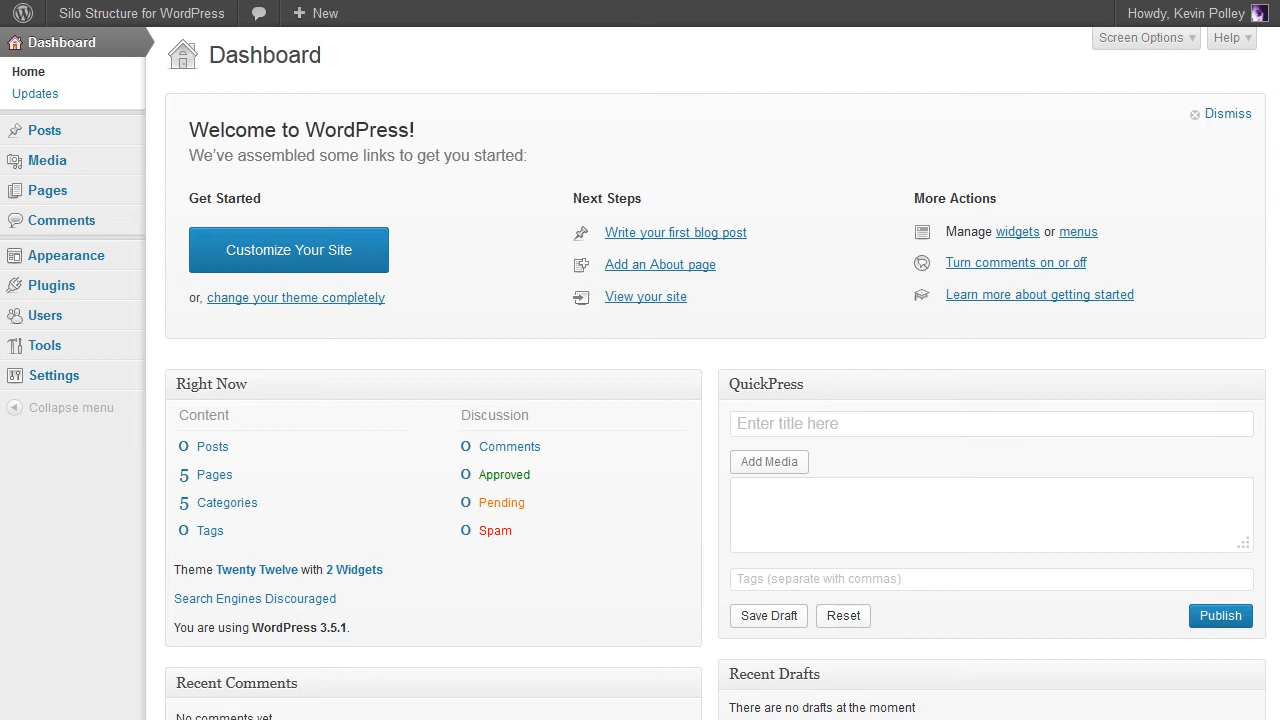 Silo Structure for WordPress
New
Howdy, Kevin Polley
Dashboard
Home
Updates
Posts
Media
Pages
Comments
Appearance
Plugins
Users
Tools
Settings
Collapse menu
Screen Options
Help
Dashboard
Dismiss
Welcome to WordPress!
We've assembled some links to get you started:
Get Started
Customize Your Site
or, change your theme completely
Next Steps
Write your first blog post
Add an About page
View your site
More Actions
Manage widgets or menus
Turn comments on or off
Learn more about getting started
Right Now
Content
0 Posts
5 Pages
5 Categories
0 Tags
Discussion
0 Comments
0 Approved
0 Pending
0 Spam
Theme Twenty Twelve with 2 Widgets
Search Engines Discouraged
You are using WordPress 3.5.1.
Recent Comments
No comments yet
QuickPress
Enter title here
Add Media
Tags (separate with commas)
Save Draft
Reset
Publish
Recent Drafts
There are no drafts at the moment